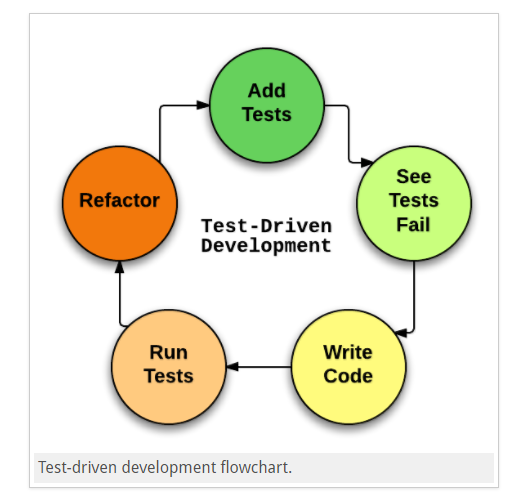 Add
Tests
See
Tests
Fail
Refactor
Test-Driven
Development
Run
Tests
Write
Code
Test-driven development flowchart.